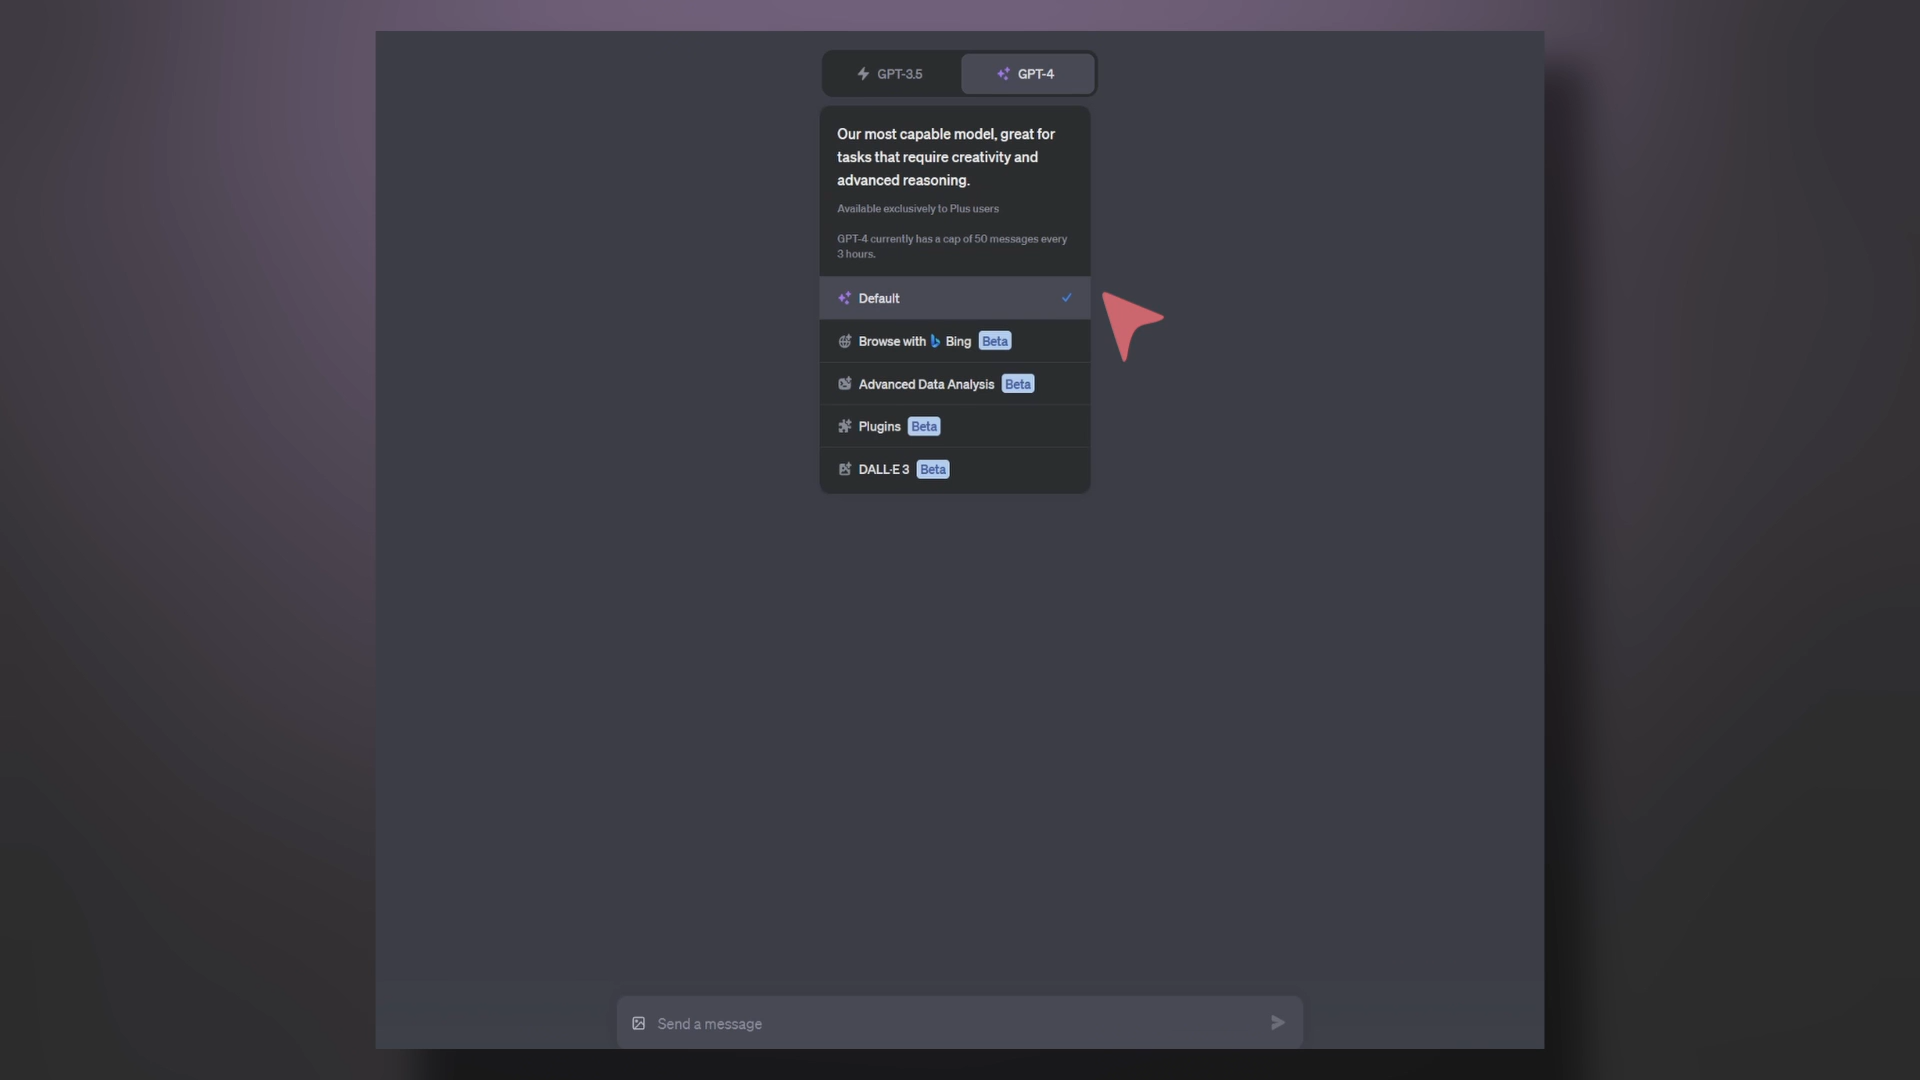 GPT-3.5
GPT-4
Our most capable model, great for
tasks that require creativity and
advanced reasoning.
Available exclusively to Plus users
GPT-4 currently has a cap of 50 messages every
3 hours.
Default
Browse with Bing Beta
Advanced Data Analysis Beta
Plugins Beta
DALL·E 3 Beta
Send a message